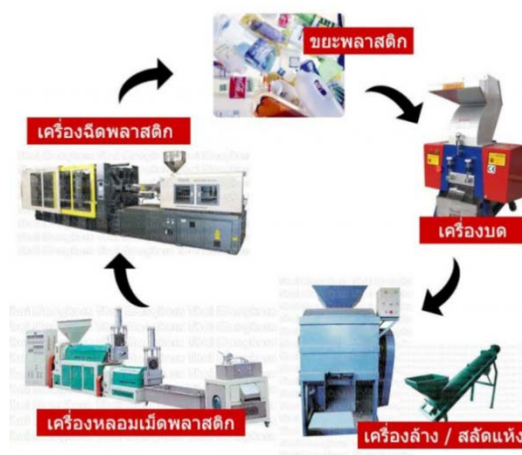 ขยะพลาสติก
เครื่องฉีดพลาสติก
เครื่องบด
เครื่องหลอมเม็ดพลาสติก
เครื่องล้าง / สลัดแห้ง